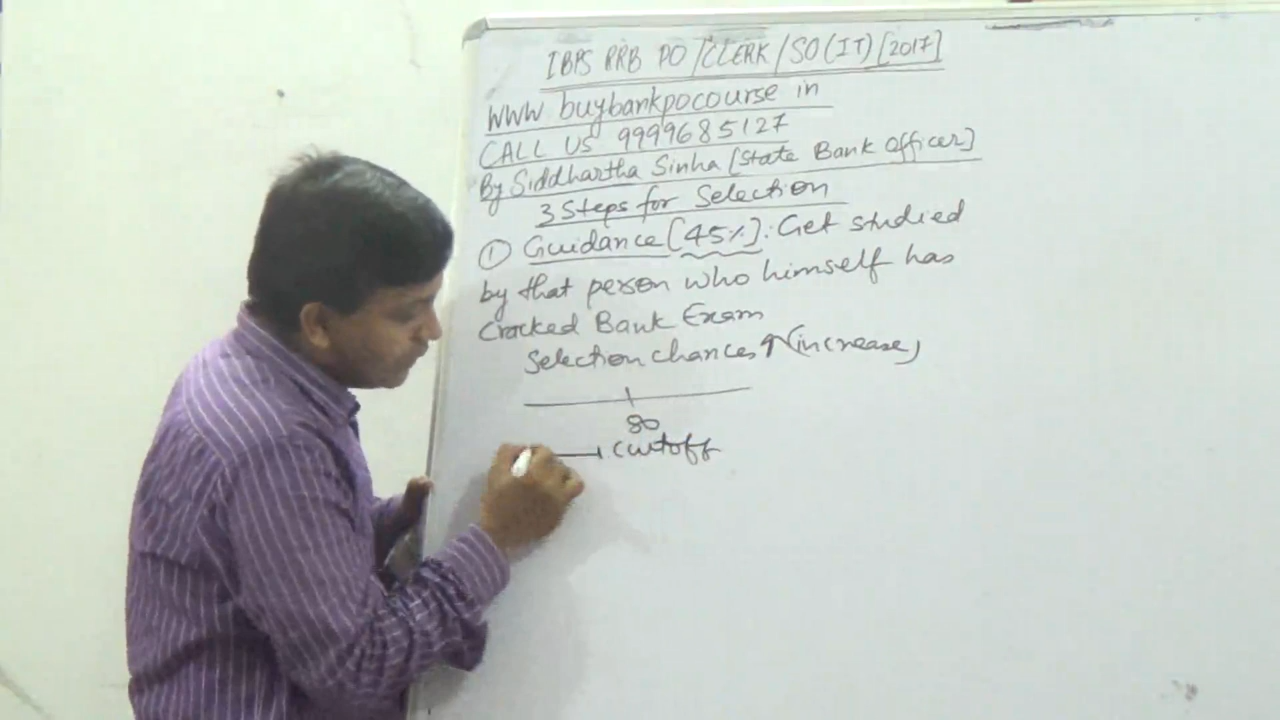 IBPS RRB PO/CLERK/SO(IT)[2017]
WWW buybankpocourse in
CALL US 9999685127
By Siddhartha Sinha [State Bank Officer]
3 Steps for Selection
① Guidance [45%]: Get studied
by that person who himself has
cracked Bank Exam
Selection chances ↑(increase)
80
cutoff